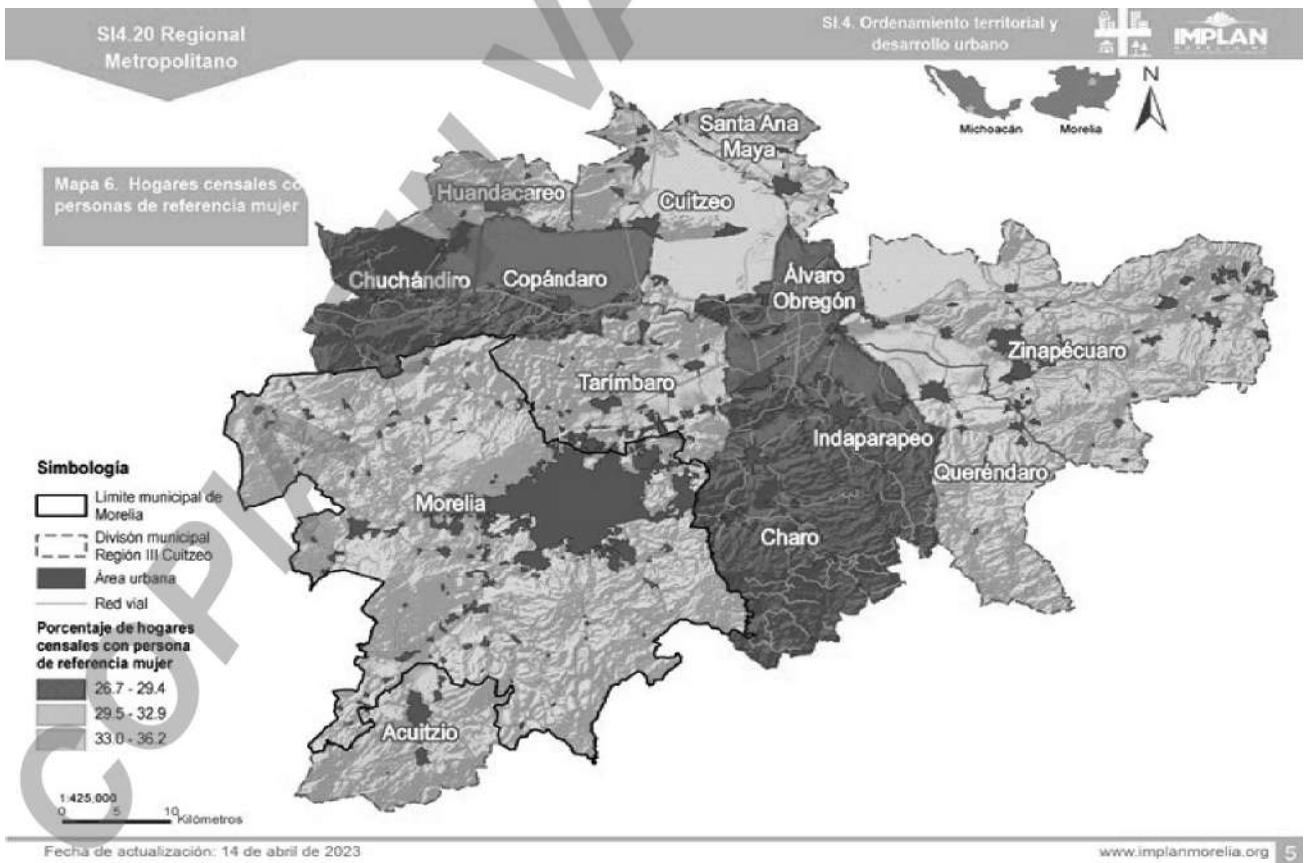 SI4.20 Regional
Metropolitano
SI.4. Ordenamiento territorial y
desarrollo urbano
IMPLAN
Michoacán
Morelia
N
Mapa 6. Hogares censales co
personas de referencia mujer
Santa Ana
Maya
Huandacareo
Cuitzeo
Chuchándiro
Copándaro
Álvaro
Obregón
Zinapécuaro
Tarímbaro
Indaparapeo
Queréndaro
Morelia
Charo
Acuitzio
Simbología
Límite municipal de
Morelia
Divisón municipal
Región III Cuitzeo
Área urbana
Red vial
Porcentaje de hogares
censales con persona
de referencia mujer
26.7 - 29.4
29.5 - 32.9
33.0 - 36.2
1:425,000
0 5 10
Kilómetros
Fecha de actualización: 14 de abril de 2023
www.implanmorelia.org 5